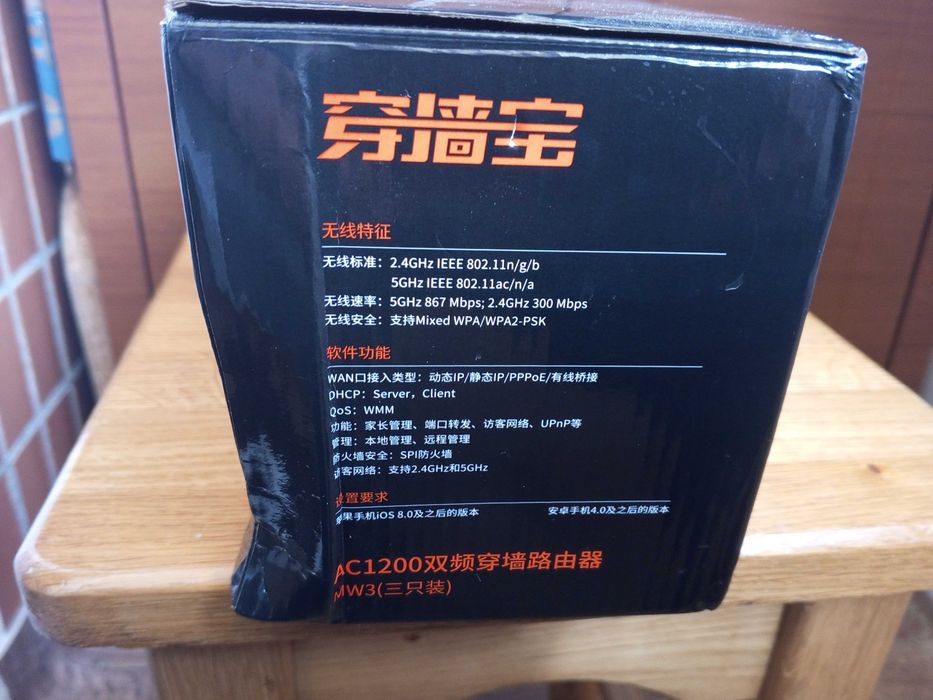 穿墙宝
无线特征
无线标准：2.4GHz IEEE 802.11n/g/b
5GHz IEEE 802.11ac/n/a
无线速率：5GHz 867 Mbps; 2.4GHz 300 Mbps
无线安全：支持Mixed WPA/WPA2-PSK
软件功能
WAN口接入类型：动态IP/静态IP/PPPoE/有线桥接
DHCP：Server，Client
QoS：WMM
功能：家长管理、端口转发、访客网络、UPnP等
管理：本地管理、远程管理
防火墙安全：SPI防火墙
访客网络：支持2.4GHz和5GHz
设置要求
苹果手机iOS 8.0及之后的版本 安卓手机4.0及之后的版本
AC1200双频穿墙路由器
MW3(三只装)